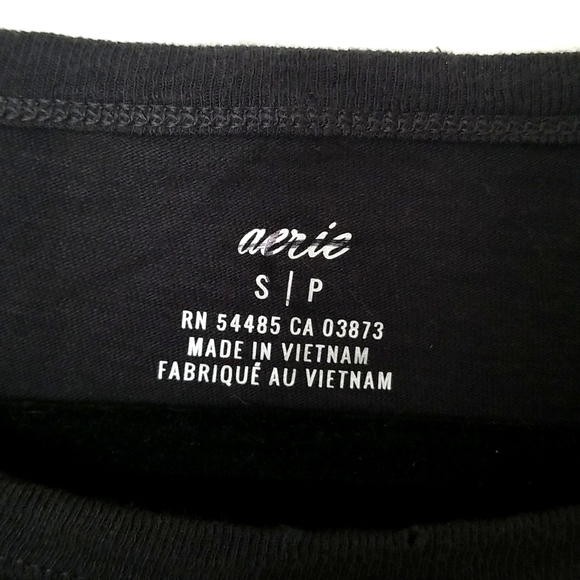 aerie
S | P
RN 54485 CA 03873
MADE IN VIETNAM
FABRIQUÉ AU VIETNAM